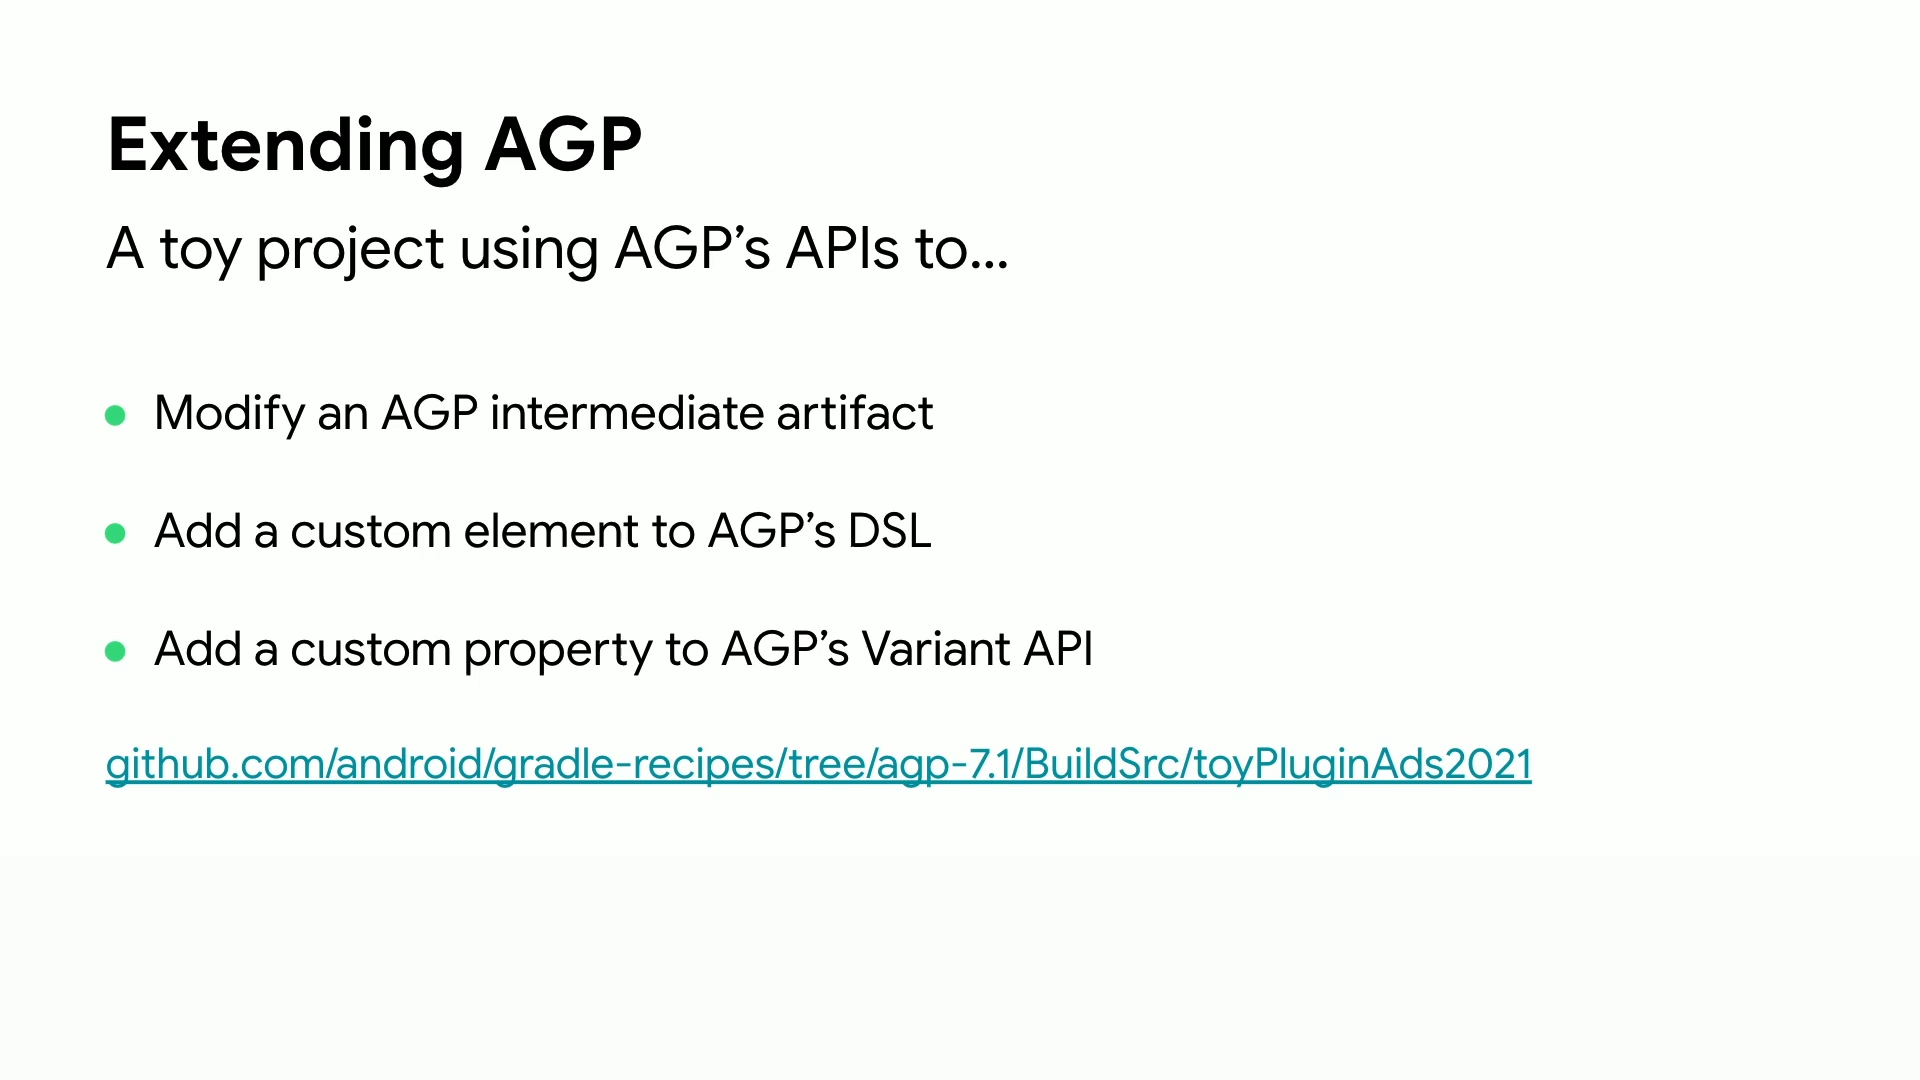 Extending AGP
A toy project using AGP’s APIs to...
● Modify an AGP intermediate artifact
● Add a custom element to AGP’s DSL
● Add a custom property to AGP’s Variant API
github.com/android/gradle-recipes/tree/agp-7.1/BuildSrc/toyPluginAds2021